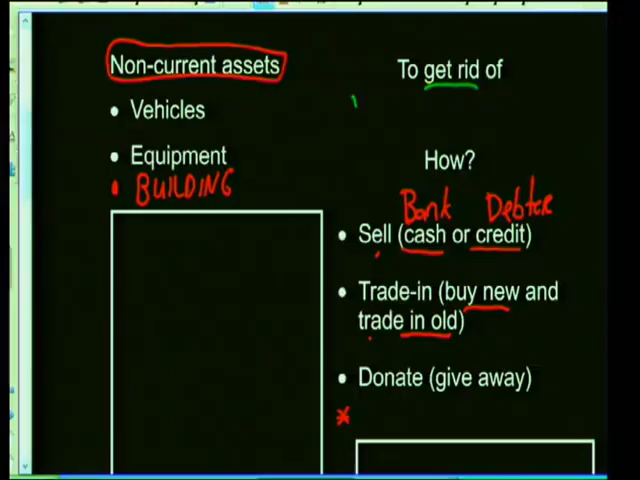 Non-current assets
• Vehicles
• Equipment
• BUILDING
To get rid of
How?
Bank Debtor
• Sell (cash or credit)
• Trade-in (buy new and
trade in old)
• Donate (give away)
*